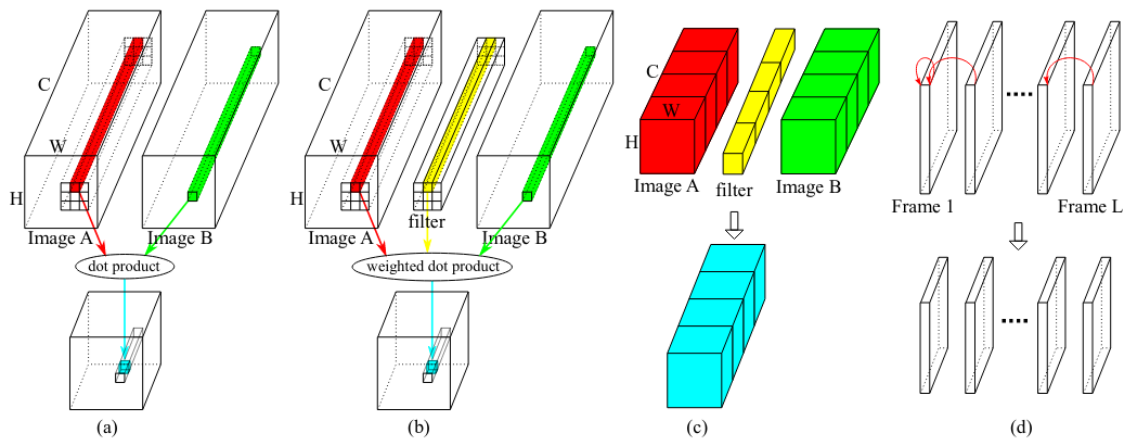 C
W
H
Image A
Image B
dot product
(a)
C
W
H
Image A
filter
Image B
weighted dot product
(b)
C
W
H
Image A
filter
Image B
(c)
Frame 1
Frame L
(d)